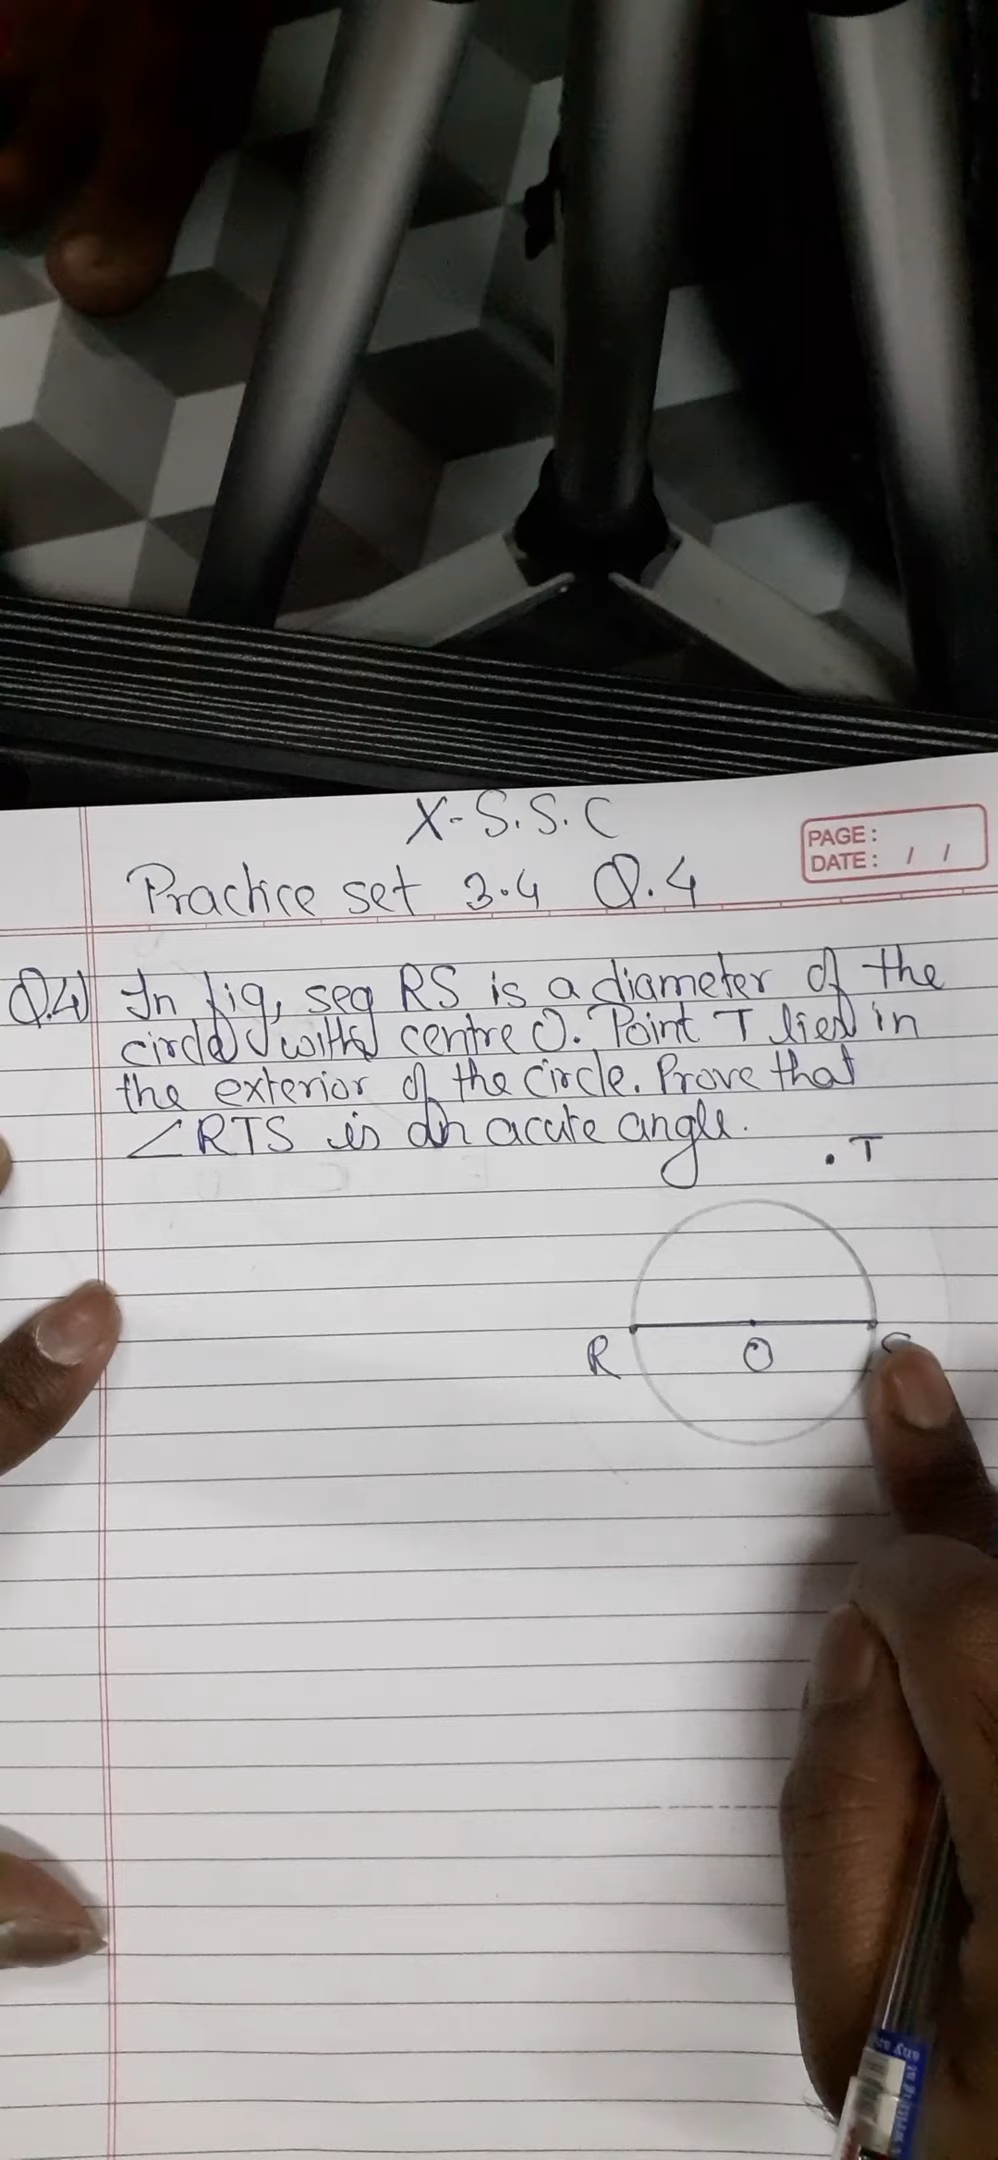 X-S.S.C
PAGE:
DATE: / /
Practice set 3.4 Q.4
Q.4) In fig, seg RS is a diameter of the
circle with centre O. Point T lies in
the exterior of the circle. Prove that
∠RTS is an acute angle.
. T
R O
any